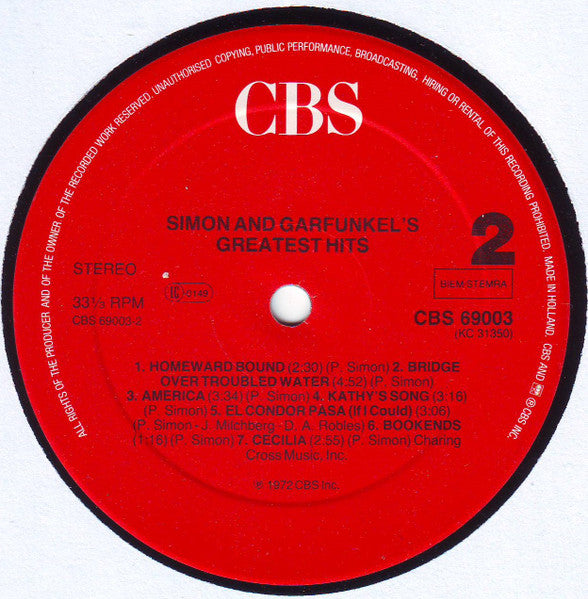 ALL RIGHTS OF THE PRODUCER AND OF THE OWNER OF THE RECORDED WORK RESERVED. UNAUTHORISED COPYING, PUBLIC PERFORMANCE, BROADCASTING, HIRING OR RENTAL OF THIS RECORDING PROHIBITED. MADE IN HOLLAND. CBS AND ℗ CBS INC.
CBS
SIMON AND GARFUNKEL'S
GREATEST HITS
2
STEREO
33⅓ RPM
CBS 69003-2
IC 0149
BIEM-STEMRA
CBS 69003
(KC 31350)
1. HOMEWARD BOUND (2:30) (P. Simon) 2. BRIDGE
OVER TROUBLED WATER (4:52) (P. Simon)
3. AMERICA (3:34) (P. Simon) 4. KATHY'S SONG (3:16)
(P. Simon) 5. EL CONDOR PASA (If I Could) (3:06)
(P. Simon - J. Milchberg - D. A. Robles) 6. BOOKENDS
(1:16) (P. Simon) 7. CECILIA (2:55) (P. Simon) Charing
Cross Music, Inc.
℗ 1972 CBS Inc.